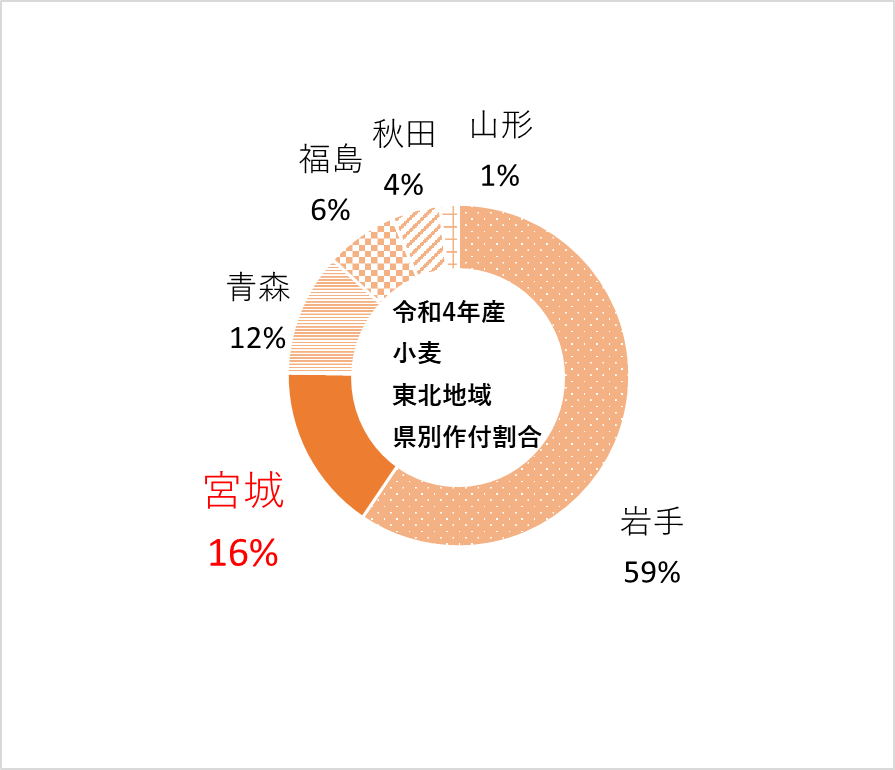 令和4年産
小麦
東北地域
県別作付割合
岩手
59%
宮城
16%
青森
12%
福島
6%
秋田
4%
山形
1%